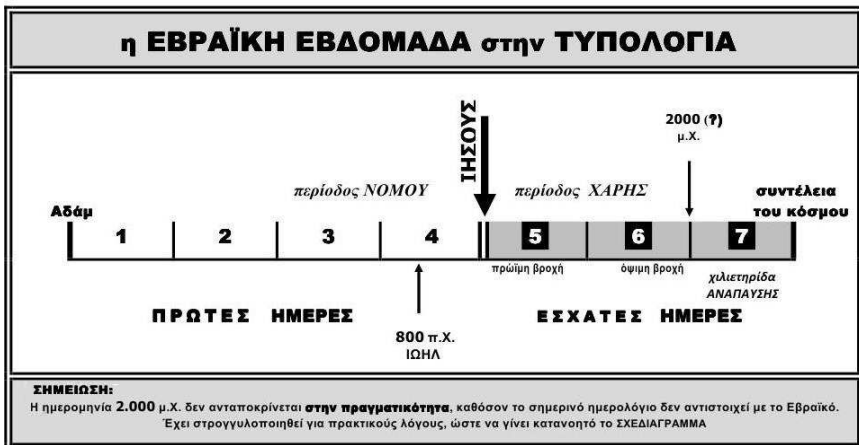 η ΕΒΡΑΪΚΗ ΕΒΔΟΜΑΔΑ στην ΤΥΠΟΛΟΓΙΑ
2000 (?)
μ.Χ.
ΙΗΣΟΥΣ
περίοδος ΝΟΜΟΥ
περίοδος ΧΑΡΗΣ
συντέλεια
του κόσμου
Αδάμ
1 2 3 4 5 6 7
πρώϊμη βροχή
όψιμη βροχή
χιλιετηρίδα
ΑΝΑΠΑΥΣΗΣ
ΠΡΩΤΕΣ ΗΜΕΡΕΣ
ΕΣΧΑΤΕΣ ΗΜΕΡΕΣ
800 π.Χ.
ΙΩΗΛ
ΣΗΜΕΙΩΣΗ:
Η ημερομηνία 2.000 μ.Χ. δεν ανταποκρίνεται στην πραγματικότητα, καθόσον το σημερινό ημερολόγιο δεν αντιστοιχεί με το Εβραϊκό.
Έχει στρογγυλοποιηθεί για πρακτικούς λόγους, ώστε να γίνει κατανοητό το ΣΧΕΔΙΑΓΡΑΜΜΑ